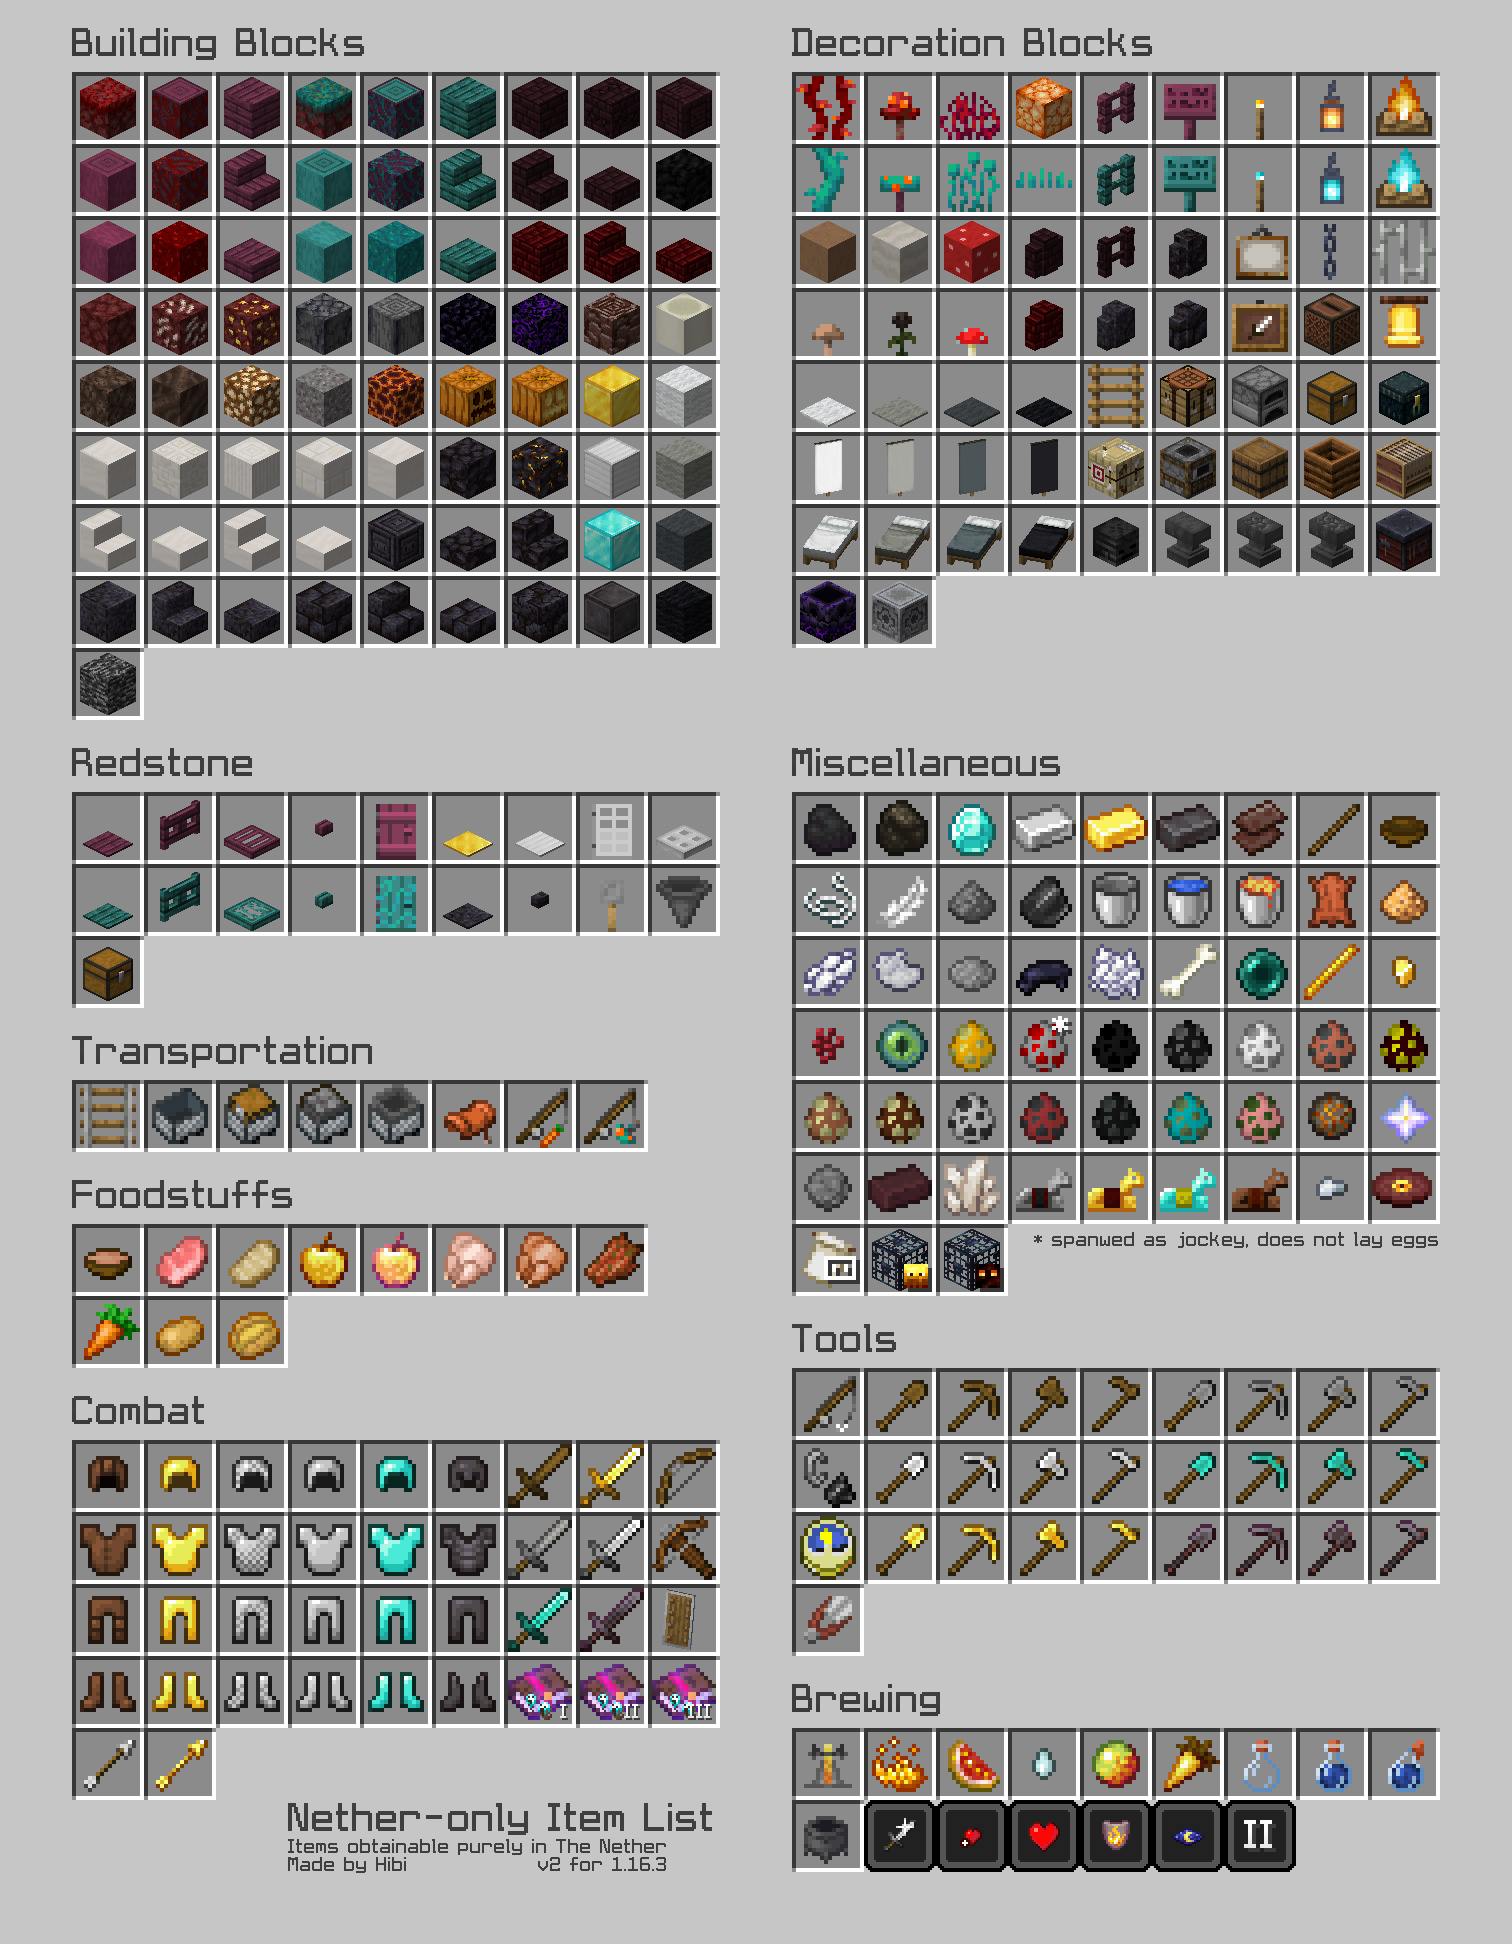 Building Blocks
Decoration Blocks
Redstone
Miscellaneous
Transportation
* spanwed as jockey, does not lay eggs
Foodstuffs
Tools
Combat
I
II
III
Brewing
II
Nether-only Item List
Items obtainable purely in The Nether
Made by Hibi
v2 for 1.16.3